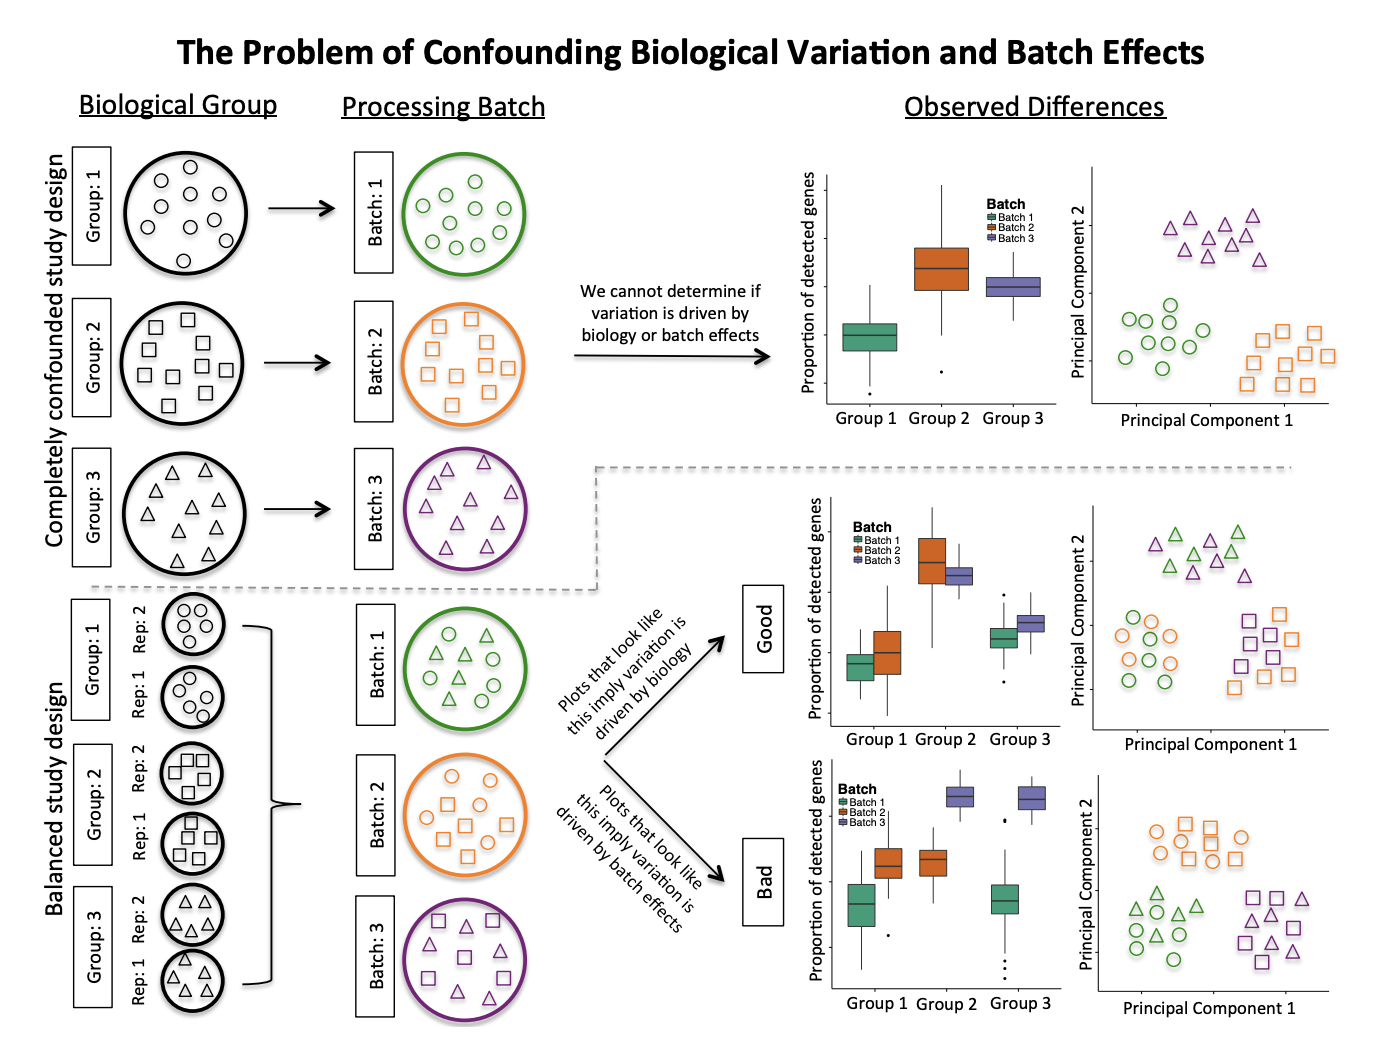 The Problem of Confounding Biological Variation and Batch Effects
Biological Group
Processing Batch
Observed Differences
Completely confounded study design
Group: 1
Group: 2
Group: 3
Batch: 1
Batch: 2
Batch: 3
We cannot determine if
variation is driven by
biology or batch effects
Proportion of detected genes
Batch
Batch 1
Batch 2
Batch 3
Group 1
Group 2
Group 3
Principal Component 2
Principal Component 1
Balanced study design
Group: 1
Rep: 2
Rep: 1
Group: 2
Rep: 2
Rep: 1
Group: 3
Rep: 2
Rep: 1
Batch: 1
Batch: 2
Batch: 3
Plots that look like
this imply variation is
driven by biology
Good
Proportion of detected genes
Batch
Batch 1
Batch 2
Batch 3
Group 1
Group 2
Group 3
Principal Component 2
Principal Component 1
Plots that look like
this imply variation is
driven by batch effects
Bad
Proportion of detected genes
Batch
Batch 1
Batch 2
Batch 3
Group 1
Group 2
Group 3
Principal Component 2
Principal Component 1